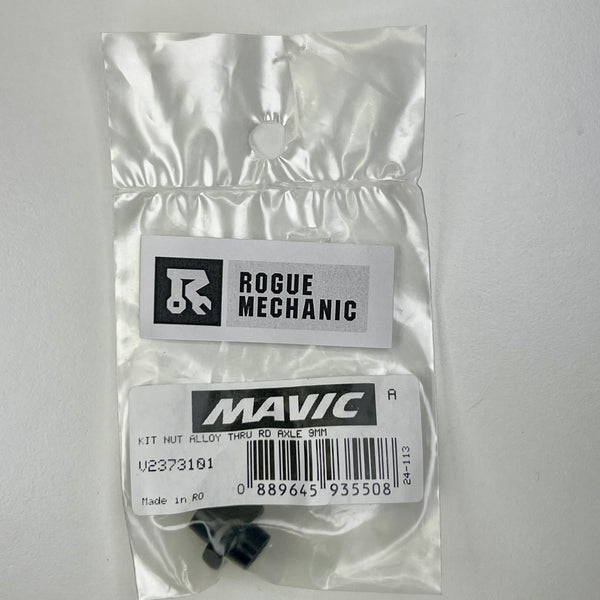 ROGUE
MECHANIC
MAVIC
A
KIT NUT ALLOY THRU RD AXLE 9MM
V2373101
0 889645 935508
24-113
Made in RO